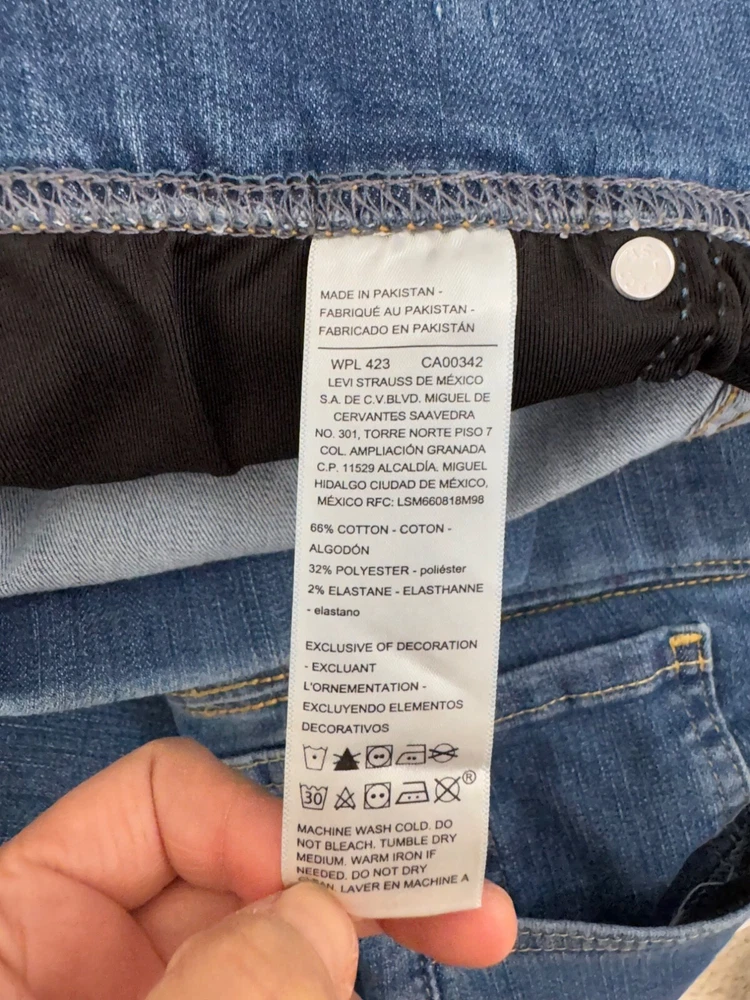 MADE IN PAKISTAN -
FABRIQUÉ AU PAKISTAN -
FABRICADO EN PAKISTÁN
WPL 423 CA00342
LEVI STRAUSS DE MÉXICO
S.A. DE C.V.BLVD. MIGUEL DE
CERVANTES SAAVEDRA
NO. 301, TORRE NORTE PISO 7
COL. AMPLIACIÓN GRANADA
C.P. 11529 ALCALDÍA. MIGUEL
HIDALGO CIUDAD DE MÉXICO,
MÉXICO RFC: LSM660818M98
66% COTTON - COTON -
ALGODÓN
32% POLYESTER - poliéster
2% ELASTANE - ELASTHANNE
- elastano
EXCLUSIVE OF DECORATION
- EXCLUANT
L'ORNEMENTATION -
EXCLUYENDO ELEMENTOS
DECORATIVOS
30 ®
MACHINE WASH COLD. DO
NOT BLEACH. TUMBLE DRY
MEDIUM. WARM IRON IF
NEEDED. DO NOT DRY
CLEAN. LAVER EN MACHINE A